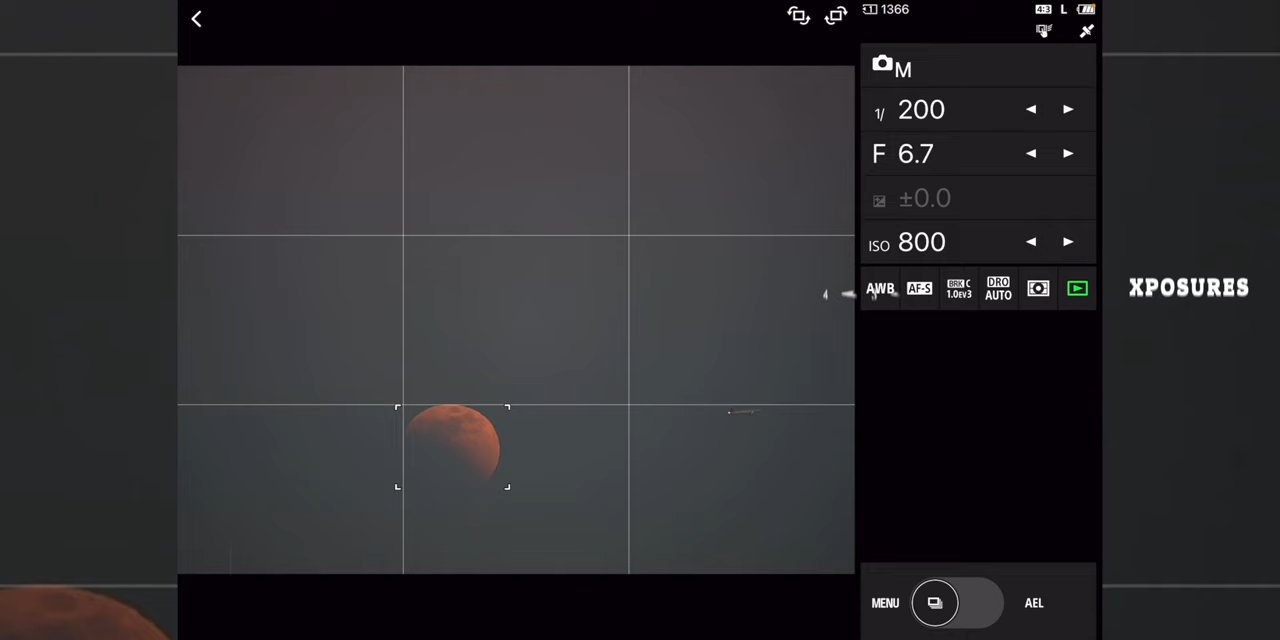 1 1366 4:3 L
M
1/ 200
F 6.7
±0.0
ISO 800
AWB AF-S BRK C 1.0EV3 DRO AUTO
XPOSURES
MENU AEL